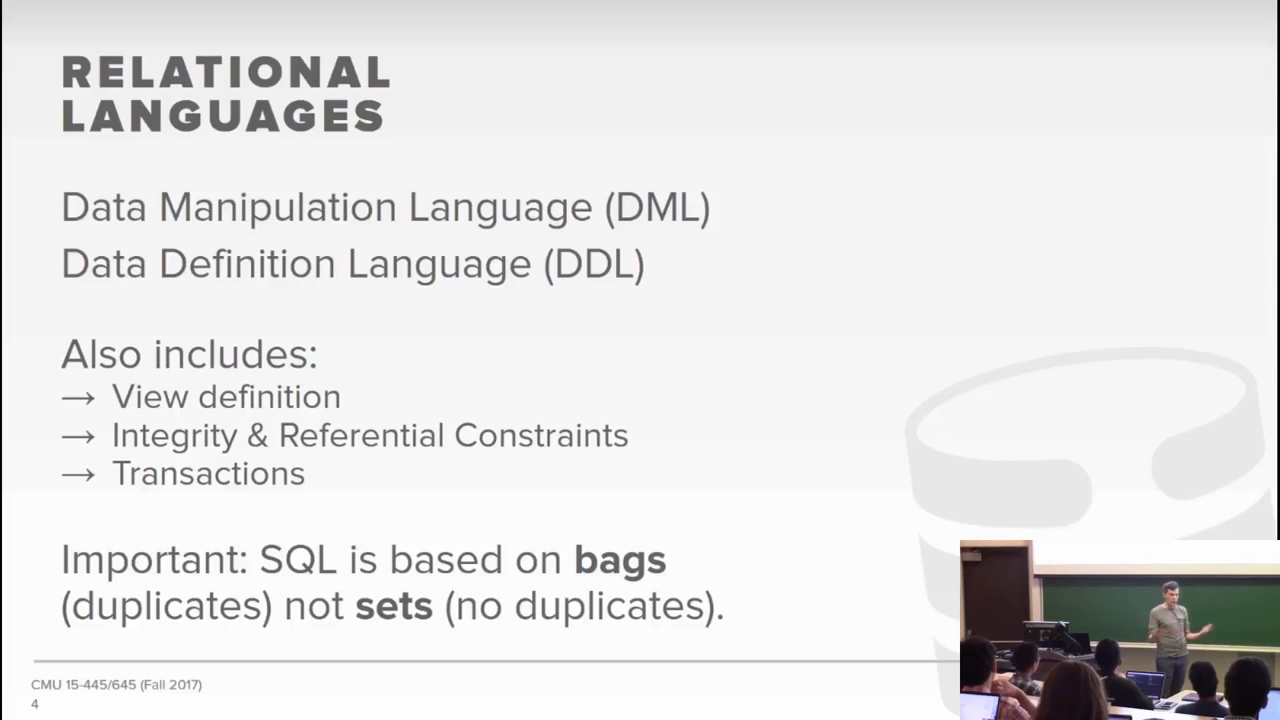 RELATIONAL
LANGUAGES
Data Manipulation Language (DML)
Data Definition Language (DDL)
Also includes:
→ View definition
→ Integrity & Referential Constraints
→ Transactions
Important: SQL is based on bags
(duplicates) not sets (no duplicates).
CMU 15-445/645 (Fall 2017)
4